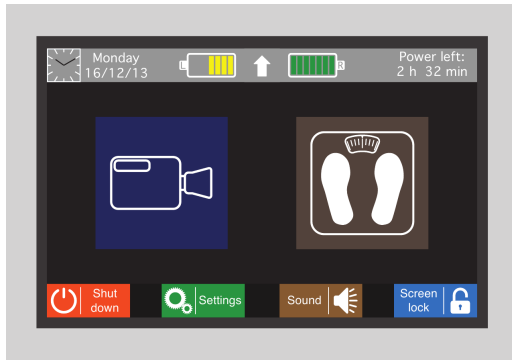 Monday
16/12/13
L
R
Power left:
2 h 32 min
Shut
down
Settings
Sound
Screen
lock